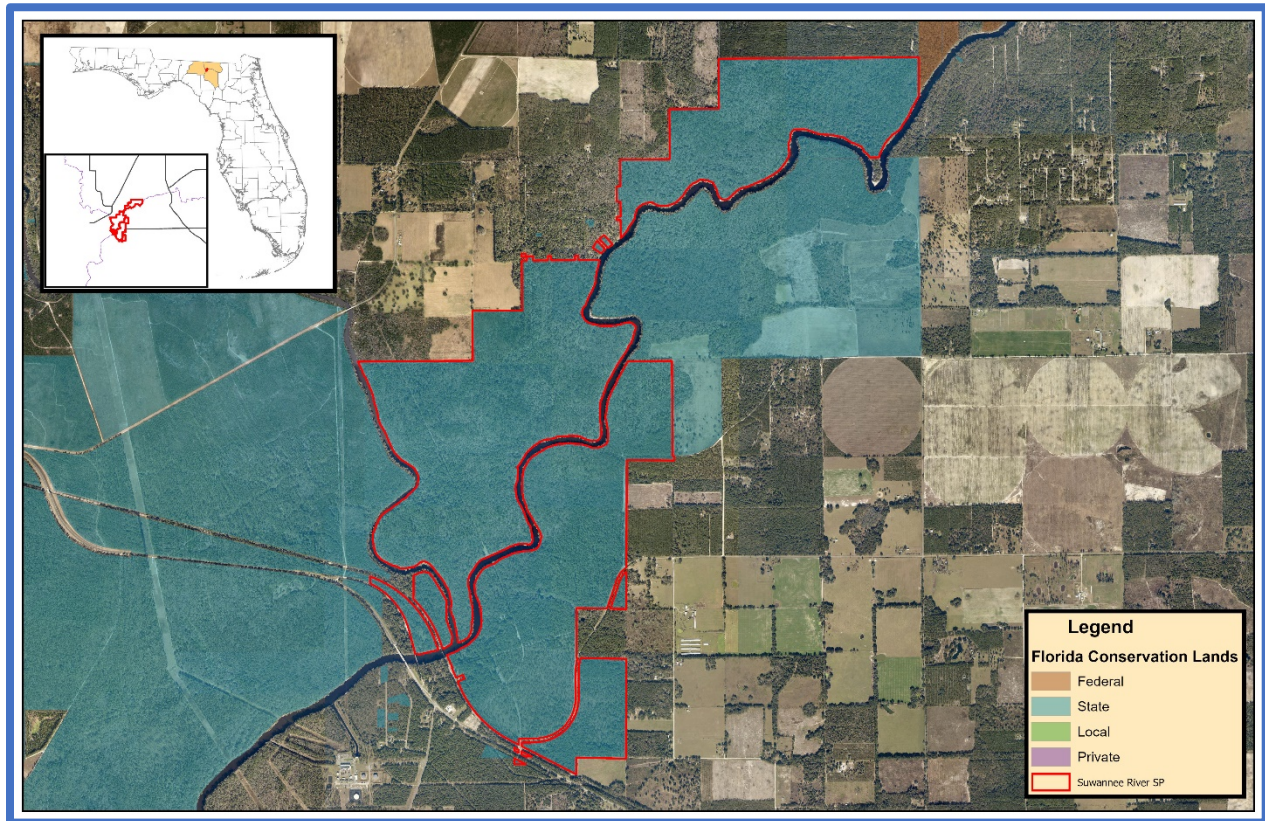 Legend
Florida Conservation Lands
Federal
State
Local
Private
Suwannee River SP